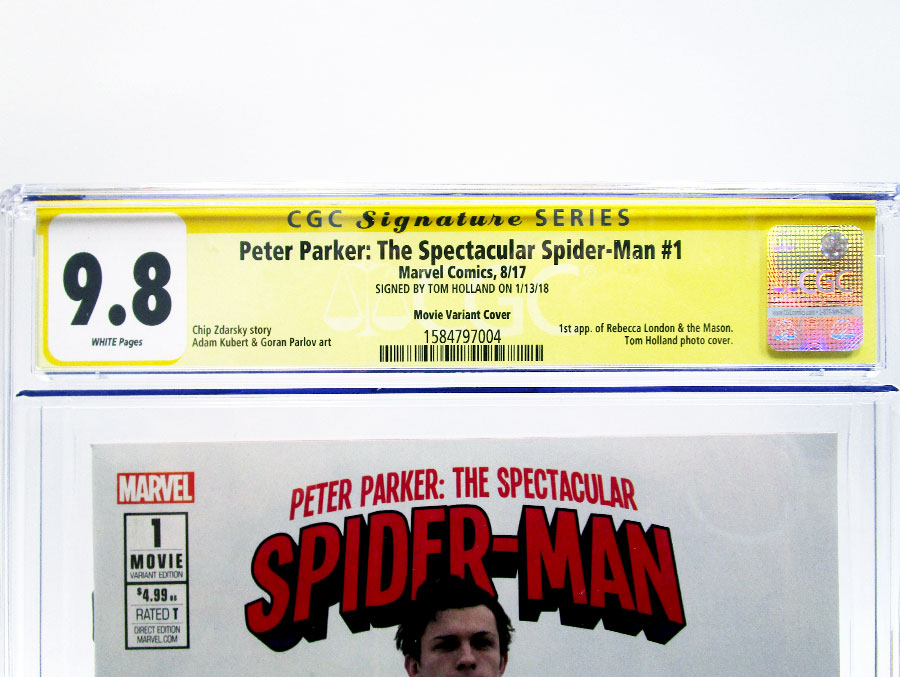 CGC Signature SERIES
Peter Parker: The Spectacular Spider-Man #1
Marvel Comics, 8/17
SIGNED BY TOM HOLLAND ON 1/13/18
Movie Variant Cover
9.8
WHITE Pages
Chip Zdarsky story
Adam Kubert & Goran Parlov art
1584797004
1st app. of Rebecca London & the Mason.
Tom Holland photo cover.
CGC
CGC
MARVEL
1
MOVIE
VARIANT EDITION
$4.99 US
RATED T
DIRECT EDITION
MARVEL.COM
PETER PARKER: THE SPECTACULAR
SPIDER-MAN